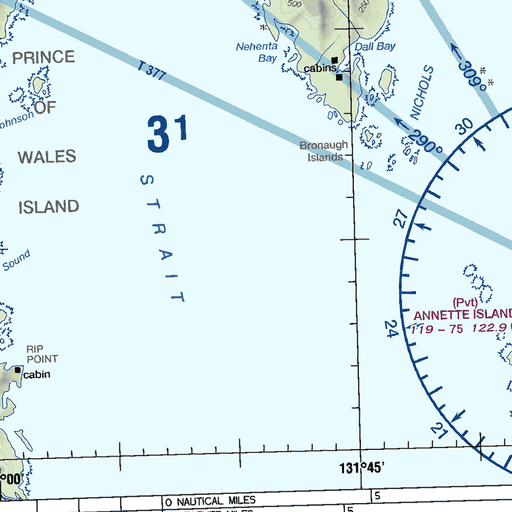 500
250
PRINCE
OF
WALES
ISLAND
Nehenta
Bay
Dall Bay
cabins
T 377
309°
NICHOLS
290°
30
Johnson
31
Bronaugh
Islands
STRAIT
27
Sound
24
21
(Pvt)
ANNETTE ISLAND
119 - 75 122.9
RIP
POINT
cabin
°00'
131°45'
0 NAUTICAL MILES 5
5